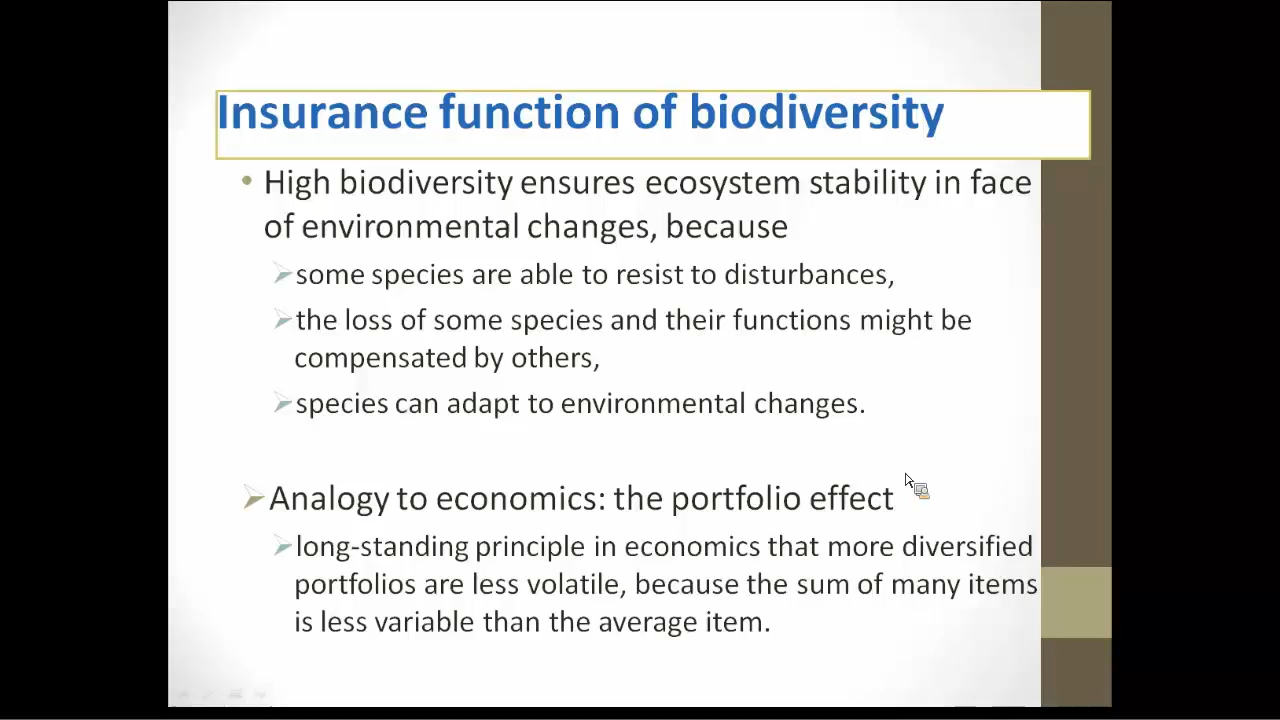 Insurance function of biodiversity
• High biodiversity ensures ecosystem stability in face
of environmental changes, because
➢some species are able to resist to disturbances,
➢the loss of some species and their functions might be
compensated by others,
➢species can adapt to environmental changes.
➢Analogy to economics: the portfolio effect
➢long-standing principle in economics that more diversified
portfolios are less volatile, because the sum of many items
is less variable than the average item.